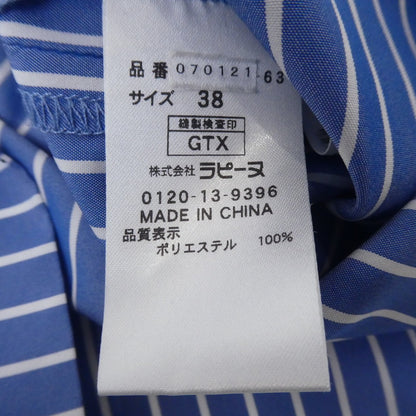 品番 070121-63
サイズ 38
縫製検査印
GTX
株式会社 ラピーヌ
0120-13-9396
MADE IN CHINA
品質表示
ポリエステル 100%